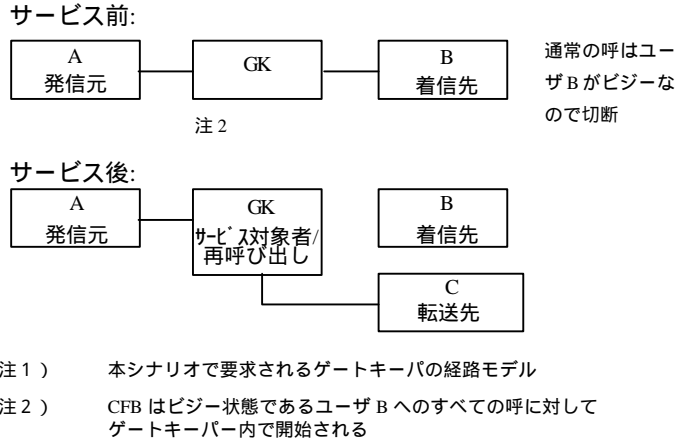 サービス前:
A
発信元
GK
B
着信先
通常の呼はユー
ザBがビジーな
ので切断
注2
サービス後:
A
発信元
GK
ｻｰﾋﾞｽ対象者/
再呼び出し
B
着信先
C
転送先
注１） 本シナリオで要求されるゲートキーパの経路モデル
注２） CFB はビジー状態であるユーザ B へのすべての呼に対して
ゲートキーパー内で開始される